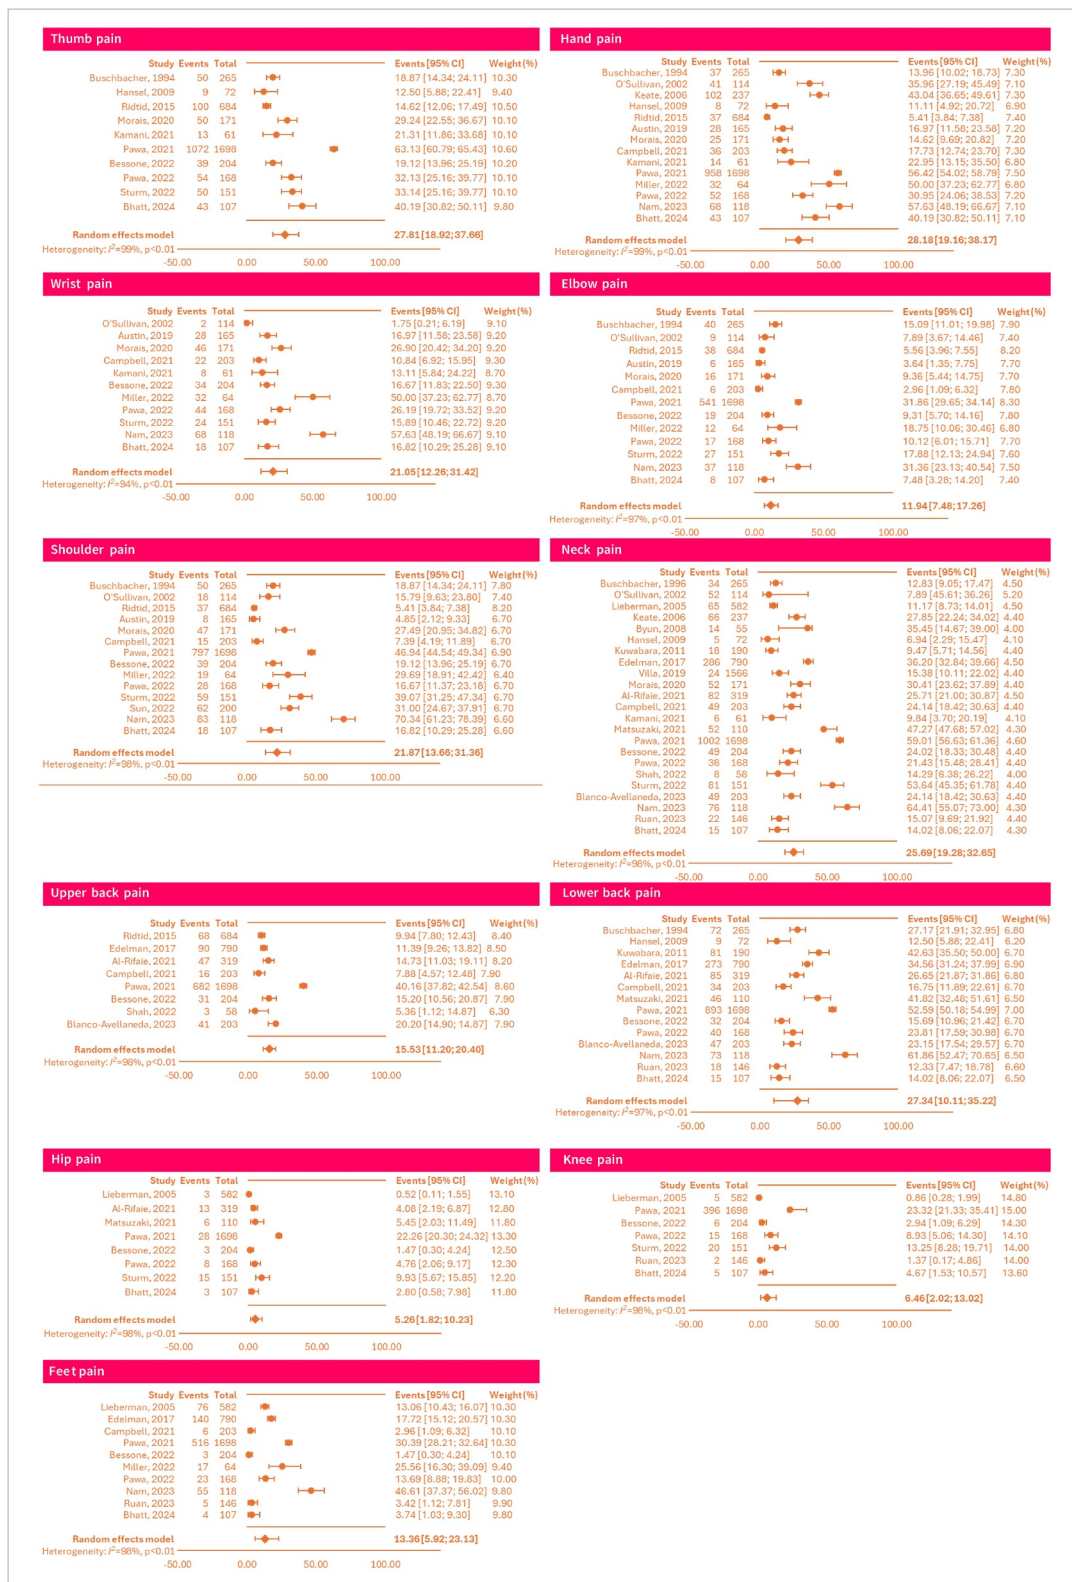 Thumb pain
Study Events Total Events [95% CI] Weight (%)
Buschbacher, 1994 50 265 18.87 [14.34; 24.11] 10.30
Hansel, 2009 9 72 12.50 [5.88; 22.41] 9.40
Ridtid, 2015 100 684 14.62 [12.06; 17.49] 10.50
Morais, 2020 50 171 29.24 [22.55; 36.67] 10.10
Kamani, 2021 13 61 21.31 [11.86; 33.68] 10.10
Pawa, 2021 1072 1698 63.13 [60.79; 65.43] 10.60
Bessone, 2022 39 204 19.12 [13.96; 25.19] 10.20
Pawa, 2022 54 168 32.13 [25.16; 39.77] 10.10
Sturm, 2022 50 151 33.14 [25.16; 39.77] 10.10
Bhatt, 2024 43 107 40.19 [30.82; 50.11] 9.80
Random effects model 27.81 [18.92; 37.66]
Heterogeneity: I²=99%, p<0.01
-50.00 0.00 50.00 100.00
Hand pain
Study Events Total Events [95% CI] Weight (%)
Buschbacher, 1994 37 265 13.96 [10.02; 18.73] 7.30
O'Sullivan, 2002 41 114 35.96 [27.19; 45.49] 7.10
Keate, 2006 102 237 43.04 [36.65; 49.61] 7.30
Hansel, 2009 8 72 11.11 [4.92; 20.72] 6.90
Ridtid, 2015 37 684 5.41 [3.84; 7.38] 7.40
Austin, 2019 28 165 16.97 [11.58; 23.58] 7.20
Morais, 2020 25 171 14.62 [9.69; 20.82] 7.20
Campbell, 2021 36 203 17.73 [12.74; 23.70] 7.30
Kamani, 2021 14 61 22.95 [13.15; 35.50] 6.80
Pawa, 2021 958 1698 56.42 [54.02; 58.79] 7.50
Miller, 2022 32 64 50.00 [37.23; 62.77] 6.80
Pawa, 2022 52 168 30.95 [24.06; 38.53] 7.20
Nam, 2023 68 118 57.63 [48.19; 66.67] 7.10
Bhatt, 2024 43 107 40.19 [30.82; 50.11] 7.10
Random effects model 28.18 [19.16; 38.17]
Heterogeneity: I²=99%, p<0.01
-50.00 0.00 50.00 100.00
Wrist pain
Study Events Total Events [95% CI] Weight (%)
O'Sullivan, 2002 2 114 1.75 [0.21; 6.19] 9.10
Austin, 2019 28 165 16.97 [11.58; 23.58] 9.20
Morais, 2020 46 171 26.90 [20.42; 34.20] 9.20
Campbell, 2021 22 203 10.84 [6.92; 15.95] 9.30
Kamani, 2021 8 61 13.11 [5.84; 24.22] 8.70
Bessone, 2022 34 204 16.67 [11.83; 22.50] 9.30
Miller, 2022 32 64 50.00 [37.23; 62.77] 8.70
Pawa, 2022 44 168 26.19 [19.72; 33.52] 9.20
Sturm, 2022 24 151 15.89 [10.46; 22.72] 9.20
Nam, 2023 68 118 57.63 [48.19; 66.67] 9.10
Bhatt, 2024 18 107 16.82 [10.29; 25.28] 9.10
Random effects model 21.05 [12.26; 31.42]
Heterogeneity: I²=94%, p<0.01
-50.00 0.00 50.00 100.00
Elbow pain
Study Events Total Events [95% CI] Weight (%)
Buschbacher, 1994 40 265 15.09 [11.01; 19.98] 7.90
O'Sullivan, 2002 9 114 7.89 [3.67; 14.46] 7.40
Ridtid, 2015 38 684 5.56 [3.96; 7.55] 8.20
Austin, 2019 6 165 3.64 [1.35; 7.75] 7.70
Morais, 2020 16 171 9.36 [5.44; 14.75] 7.70
Campbell, 2021 6 203 2.96 [1.09; 6.32] 7.80
Pawa, 2021 541 1698 31.86 [29.65; 34.14] 8.30
Bessone, 2022 19 204 9.31 [5.70; 14.16] 7.80
Miller, 2022 12 64 18.75 [10.06; 30.46] 6.80
Pawa, 2022 17 168 10.12 [6.01; 15.71] 7.70
Sturm, 2022 27 151 17.88 [12.13; 24.94] 7.60
Nam, 2023 37 118 31.36 [23.13; 40.54] 7.50
Bhatt, 2024 8 107 7.48 [3.28; 14.20] 7.40
Random effects model 11.94 [7.48; 17.26]
Heterogeneity: I²=97%, p<0.01
-50.00 0.00 50.00 100.00
Shoulder pain
Study Events Total Events [95% CI] Weight (%)
Buschbacher, 1994 50 265 18.87 [14.34; 24.11] 7.80
O'Sullivan, 2002 18 114 15.79 [9.63; 23.80] 7.40
Ridtid, 2015 37 684 5.41 [3.84; 7.38] 8.20
Austin, 2019 8 165 4.85 [2.12; 9.33] 6.70
Morais, 2020 47 171 27.49 [20.95; 34.82] 6.70
Campbell, 2021 15 203 7.39 [4.19; 11.89] 6.70
Pawa, 2021 797 1698 46.94 [44.54; 49.34] 6.90
Bessone, 2022 39 204 19.12 [13.96; 25.19] 6.70
Miller, 2022 19 64 29.69 [18.91; 42.42] 6.40
Pawa, 2022 28 168 16.67 [11.37; 23.18] 6.70
Sturm, 2022 59 151 39.07 [31.25; 47.34] 6.70
Sun, 2022 62 200 31.00 [24.67; 37.91] 6.70
Nam, 2023 83 118 70.34 [61.23; 78.39] 6.60
Bhatt, 2024 18 107 16.82 [10.29; 25.28] 6.60
Random effects model 21.87 [13.66; 31.36]
Heterogeneity: I²=98%, p<0.01
-50.00 0.00 50.00 100.00
Neck pain
Study Events Total Events [95% CI] Weight (%)
Buschbacher, 1996 34 265 12.83 [9.05; 17.47] 4.50
O'Sullivan, 2002 52 114 7.89 [45.61; 36.26] 5.20
Lieberman, 2005 65 582 11.17 [8.73; 14.01] 4.50
Keate, 2006 66 237 27.85 [22.24; 34.02] 4.40
Byun, 2008 14 55 35.45 [14.67; 39.00] 4.00
Hansel, 2009 5 72 6.94 [2.29; 15.47] 4.10
Kuwabara, 2011 18 190 9.47 [5.71; 14.56] 4.40
Edelman, 2017 286 790 36.20 [32.84; 39.66] 4.50
Villa, 2019 24 1566 15.38 [10.11; 22.02] 4.40
Morais, 2020 52 171 30.41 [23.62; 37.89] 4.40
Al-Rifaie, 2021 82 319 25.71 [21.00; 30.87] 4.50
Campbell, 2021 49 203 24.14 [18.42; 30.63] 4.40
Kamani, 2021 6 61 9.84 [3.70; 20.19] 4.10
Matsuzaki, 2021 52 110 47.27 [47.68; 57.02] 4.30
Pawa, 2021 1002 1698 59.01 [56.63; 61.36] 4.60
Bessone, 2022 49 204 24.02 [18.33; 30.48] 4.40
Pawa, 2022 36 168 21.43 [15.48; 28.41] 4.40
Shah, 2022 8 58 14.29 [6.38; 26.22] 4.00
Sturm, 2022 81 151 53.64 [45.35; 61.78] 4.40
Blanco-Avellaneda, 2023 49 203 24.14 [18.42; 30.63] 4.40
Nam, 2023 76 118 64.41 [55.07; 73.00] 4.30
Ruan, 2023 22 146 15.07 [9.69; 21.92] 4.40
Bhatt, 2024 15 107 14.02 [8.06; 22.07] 4.30
Random effects model 25.69 [19.28; 32.65]
Heterogeneity: I²=98%, p<0.01
-50.00 0.00 50.00 100.00
Upper back pain
Study Events Total Events [95% CI] Weight (%)
Ridtid, 2015 68 684 9.94 [7.80; 12.43] 8.40
Edelman, 2017 90 790 11.39 [9.26; 13.82] 8.50
Al-Rifaie, 2021 47 319 14.73 [11.03; 19.11] 8.20
Campbell, 2021 16 203 7.88 [4.57; 12.48] 7.90
Pawa, 2021 682 1698 40.16 [37.82; 42.54] 8.60
Bessone, 2022 31 204 15.20 [10.56; 20.87] 7.90
Shah, 2022 3 58 5.36 [1.12; 14.87] 6.30
Blanco-Avellaneda, 2023 41 203 20.20 [14.90; 14.87] 7.90
Random effects model 15.53 [11.20; 20.40]
Heterogeneity: I²=98%, p<0.01
-50.00 0.00 50.00 100.00
Lower back pain
Study Events Total Events [95% CI] Weight (%)
Buschbacher, 1994 72 265 27.17 [21.91; 32.95] 6.80
Hansel, 2009 9 72 12.50 [5.88; 22.41] 6.20
Kuwabara, 2011 81 190 42.63 [35.50; 50.00] 6.70
Edelman, 2017 273 790 34.56 [31.24; 37.99] 6.90
Al-Rifaie, 2021 85 319 26.65 [21.87; 31.86] 6.80
Campbell, 2021 34 203 16.75 [11.89; 22.61] 6.70
Matsuzaki, 2021 46 110 41.82 [32.48; 51.61] 6.50
Pawa, 2021 893 1698 52.59 [50.18; 54.99] 7.00
Bessone, 2022 32 204 15.69 [10.96; 21.42] 6.70
Pawa, 2022 40 168 23.81 [17.59; 30.98] 6.70
Blanco-Avellaneda, 2023 47 203 23.15 [17.54; 29.57] 6.70
Nam, 2023 73 118 61.86 [52.47; 70.65] 6.50
Ruan, 2023 18 146 12.33 [7.47; 18.78] 6.60
Bhatt, 2024 15 107 14.02 [8.06; 22.07] 6.50
Random effects model 27.34 [10.11; 35.22]
Heterogeneity: I²=97%, p<0.01
-50.00 0.00 50.00 100.00
Hip pain
Study Events Total Events [95% CI] Weight (%)
Lieberman, 2005 3 582 0.52 [0.11; 1.55] 13.10
Al-Rifaie, 2021 13 319 4.08 [2.19; 6.87] 12.80
Matsuzaki, 2021 6 110 5.45 [2.03; 11.49] 11.80
Pawa, 2021 28 1696 22.26 [20.30; 24.32] 13.30
Bessone, 2022 3 204 1.47 [0.30; 4.24] 12.50
Pawa, 2022 8 168 4.76 [2.06; 9.17] 12.30
Sturm, 2022 15 151 9.93 [5.67; 15.85] 12.20
Bhatt, 2024 3 107 2.80 [0.58; 7.98] 11.80
Random effects model 5.26 [1.82; 10.23]
Heterogeneity: I²=98%, p<0.01
-50.00 0.00 50.00 100.00
Knee pain
Study Events Total Events [95% CI] Weight (%)
Lieberman, 2005 5 582 0.86 [0.28; 1.99] 14.80
Pawa, 2021 396 1698 23.32 [21.33; 35.41] 15.00
Bessone, 2022 6 204 2.94 [1.09; 6.29] 14.30
Pawa, 2022 15 168 8.93 [5.06; 14.30] 14.10
Sturm, 2022 20 151 13.25 [8.28; 19.71] 14.00
Ruan, 2023 2 146 1.37 [0.17; 4.86] 14.00
Bhatt, 2024 5 107 4.67 [1.53; 10.57] 13.60
Random effects model 6.46 [2.02; 13.02]
Heterogeneity: I²=98%, p<0.01
-50.00 0.00 50.00 100.00
Feet pain
Study Events Total Events [95% CI] Weight (%)
Lieberman, 2005 76 582 13.06 [10.43; 16.07] 10.30
Edelman, 2017 140 790 17.72 [15.12; 20.57] 10.30
Campbell, 2021 6 203 2.96 [1.09; 6.32] 10.10
Pawa, 2021 516 1698 30.39 [28.21; 32.64] 10.30
Bessone, 2022 3 204 1.47 [0.30; 4.24] 10.10
Miller, 2022 17 64 25.56 [16.30; 39.09] 9.40
Pawa, 2022 23 168 13.69 [8.88; 19.83] 10.00
Nam, 2023 55 118 46.61 [37.37; 56.02] 9.80
Ruan, 2023 5 146 3.42 [1.12; 7.81] 9.90
Bhatt, 2024 4 107 3.74 [1.03; 9.30] 9.80
Random effects model 13.36 [5.92; 23.13]
Heterogeneity: I²=98%, p<0.01
-50.00 0.00 50.00 100.00